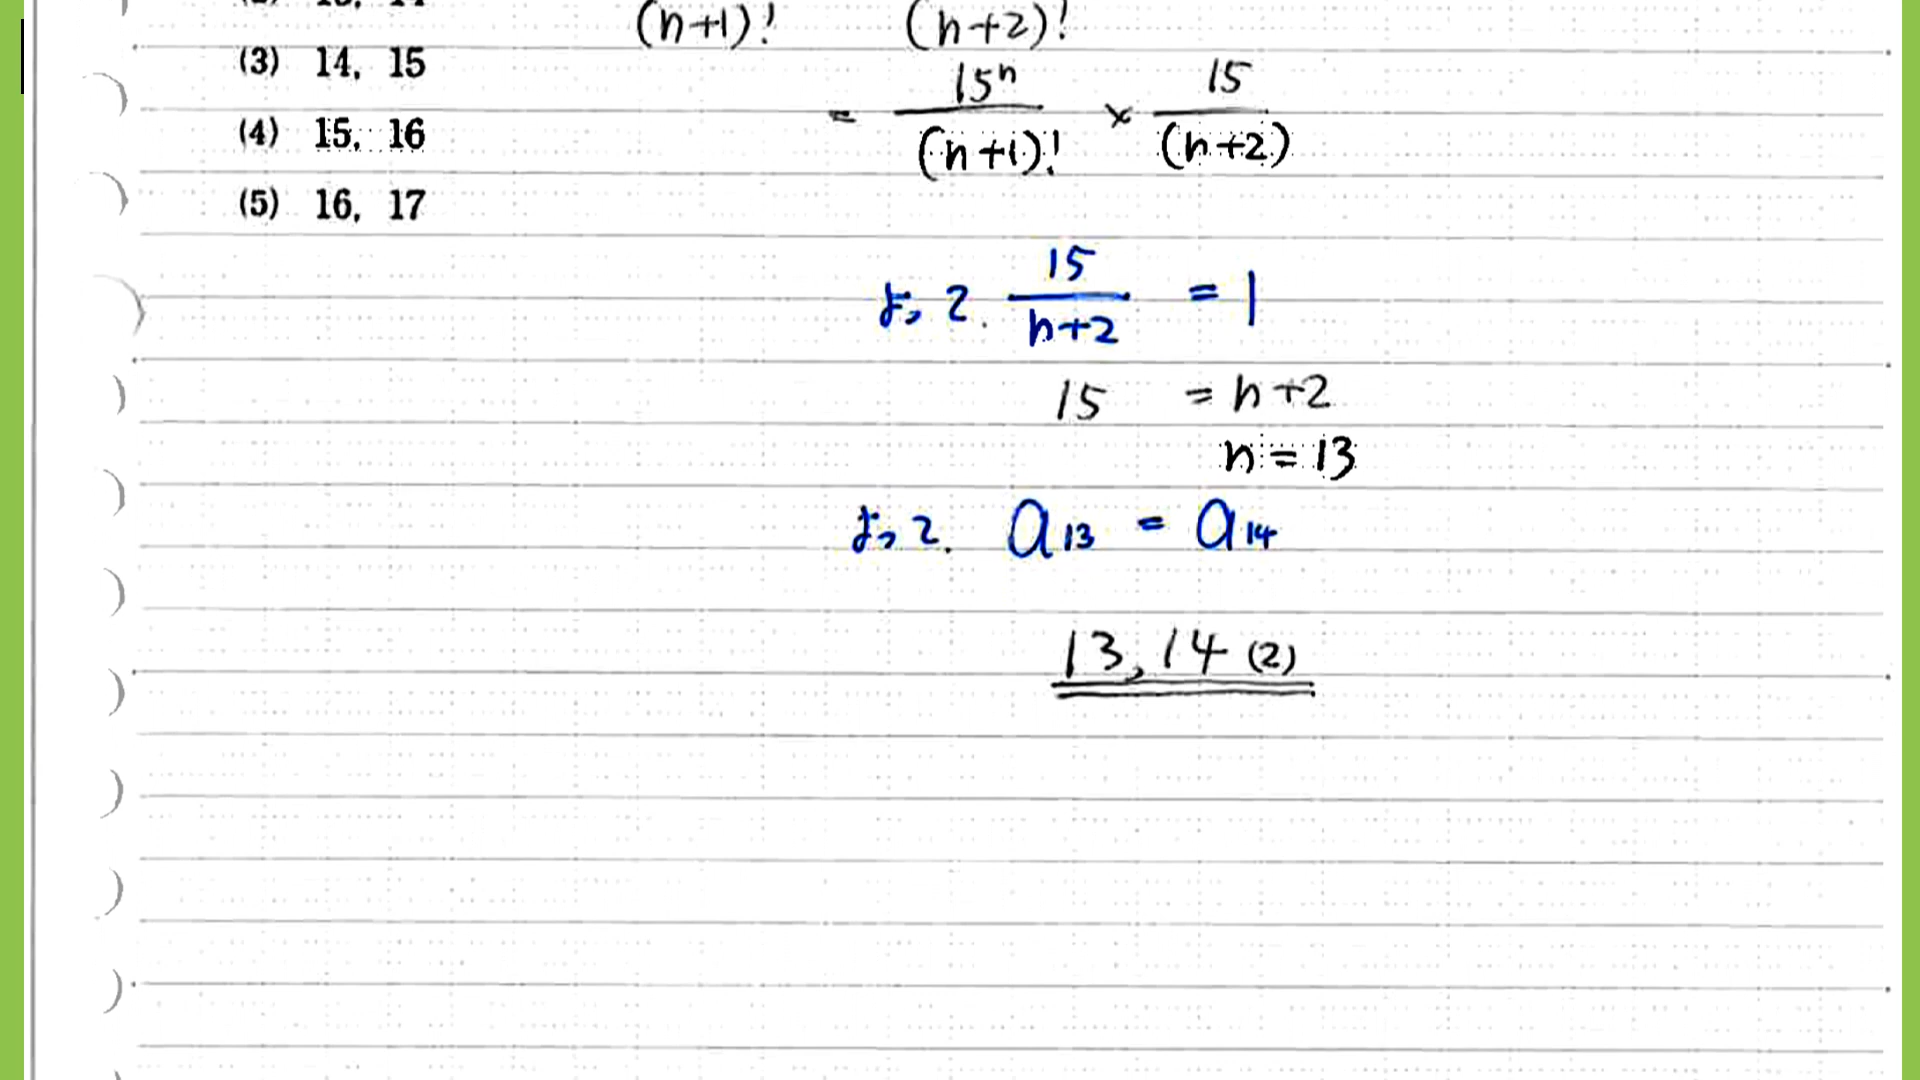 (n+1)! (n+2)!
(3) 14, 15
= 15ⁿ/(n+1)! × 15/(n+2)
(4) 15, 16
(5) 16, 17
よって. 15/(n+2) = 1
15 = n+2
n = 13
よって. a₁₃ = a₁₄
13, 14 (2)